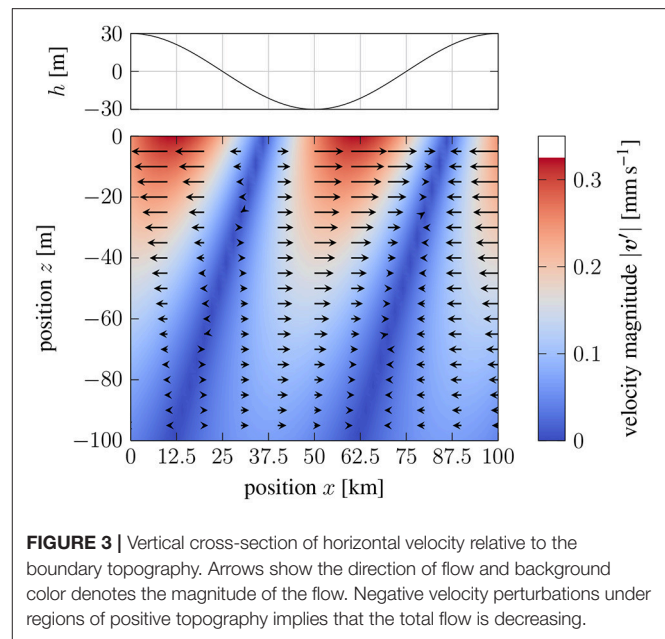 30
0
−30
h [m]
0
−20
−40
−60
−80
−100
position z [m]
0 12.5 25 37.5 50 62.5 75 87.5 100
position x [km]
0.3
0.2
0.1
0
velocity magnitude |v′| [mm s−1]
FIGURE 3 | Vertical cross-section of horizontal velocity relative to the
boundary topography. Arrows show the direction of flow and background
color denotes the magnitude of the flow. Negative velocity perturbations under
regions of positive topography implies that the total flow is decreasing.